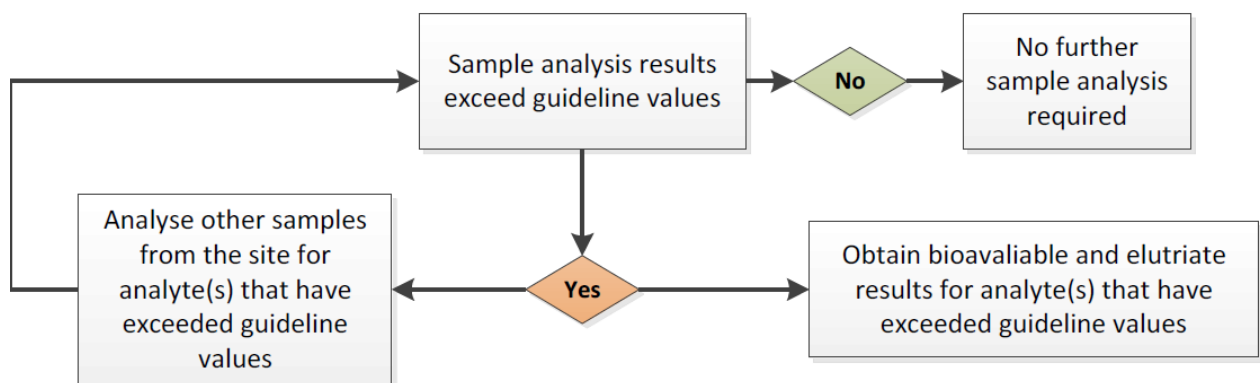 Sample analysis results
exceed guideline values
No
No further
sample analysis
required
Analyse other samples
from the site for
analyte(s) that have
exceeded guideline
values
Yes
Obtain bioavaliable and elutriate
results for analyte(s) that have
exceeded guideline values